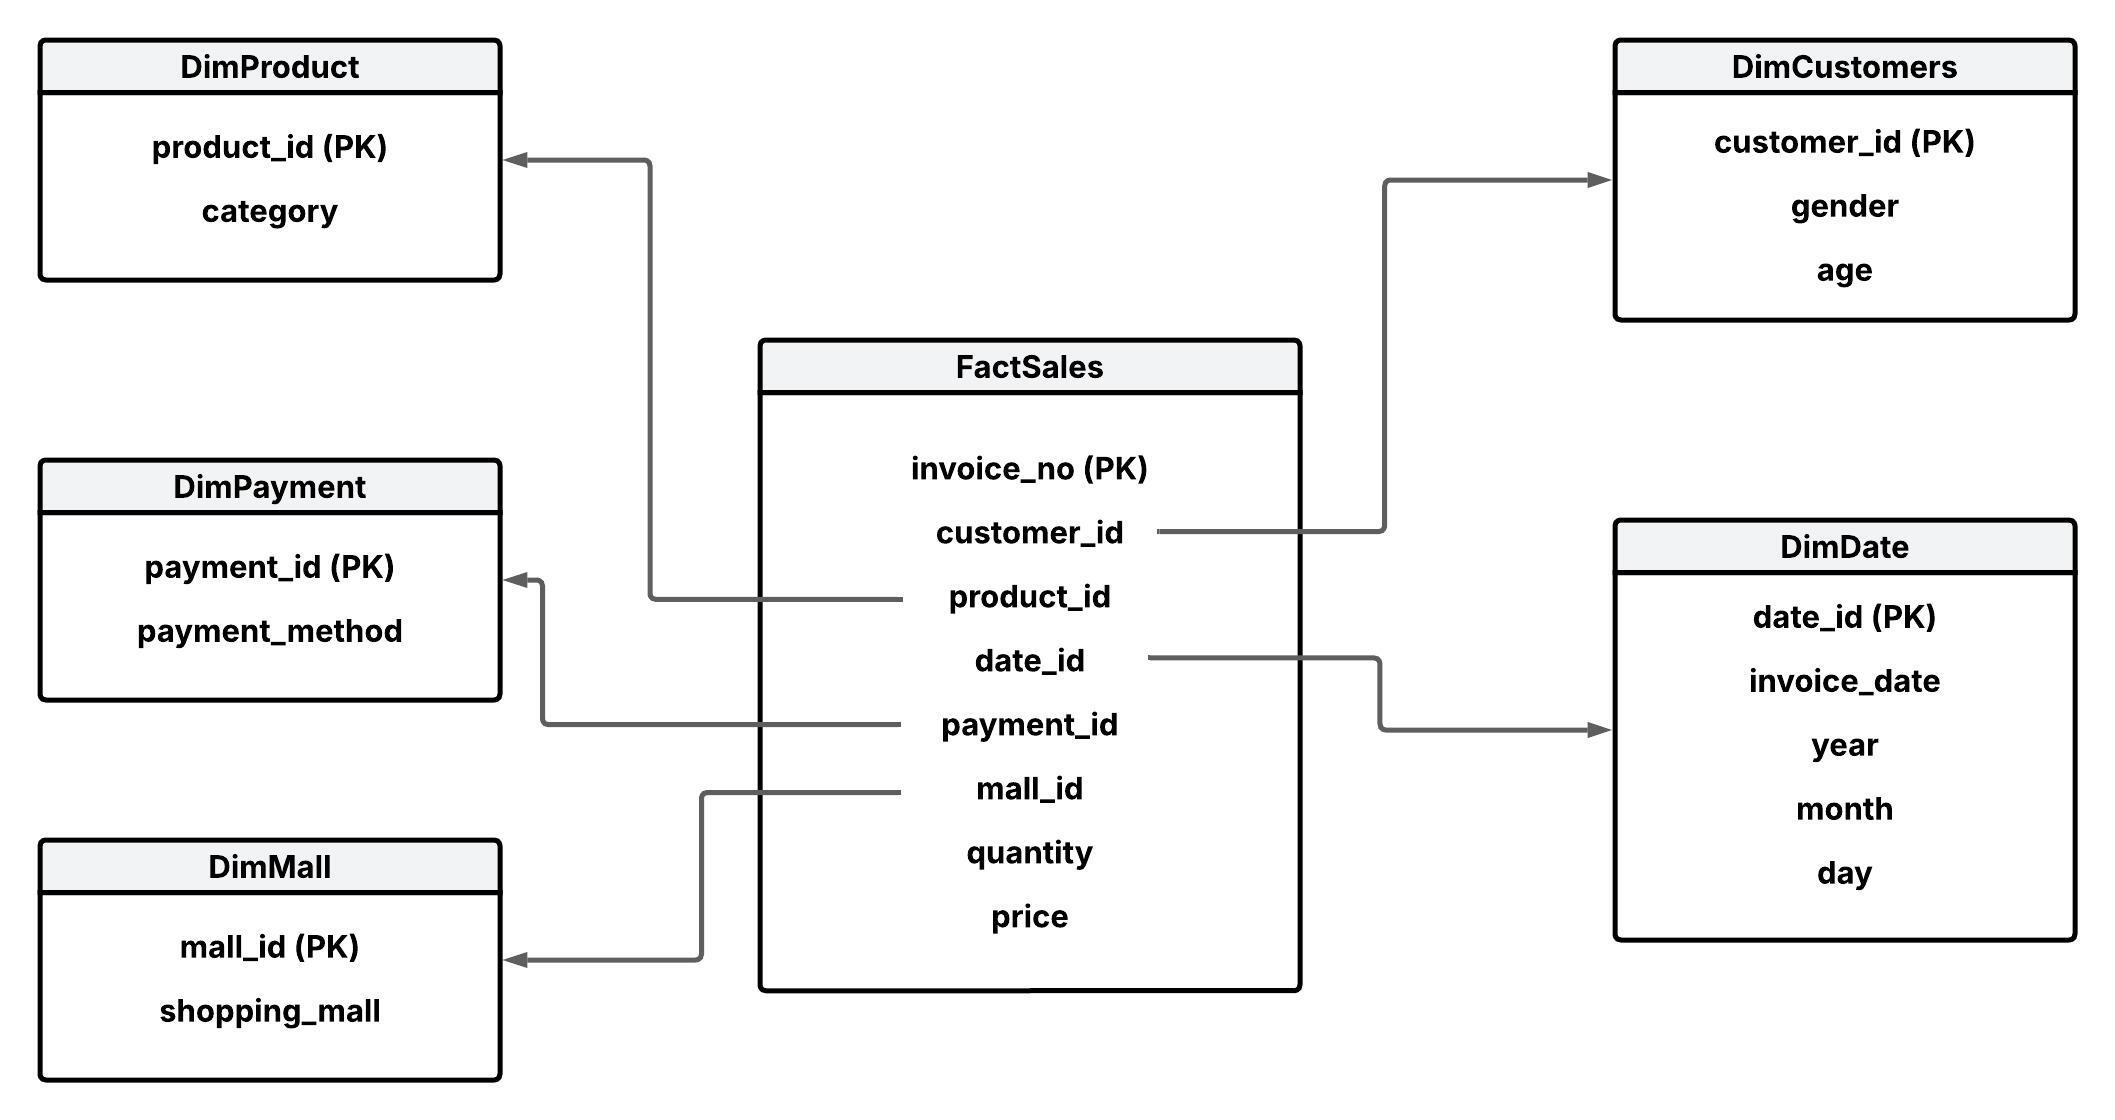 DimProduct
product_id (PK)
category
DimPayment
payment_id (PK)
payment_method
DimMall
mall_id (PK)
shopping_mall
FactSales
invoice_no (PK)
customer_id
product_id
date_id
payment_id
mall_id
quantity
price
DimCustomers
customer_id (PK)
gender
age
DimDate
date_id (PK)
invoice_date
year
month
day